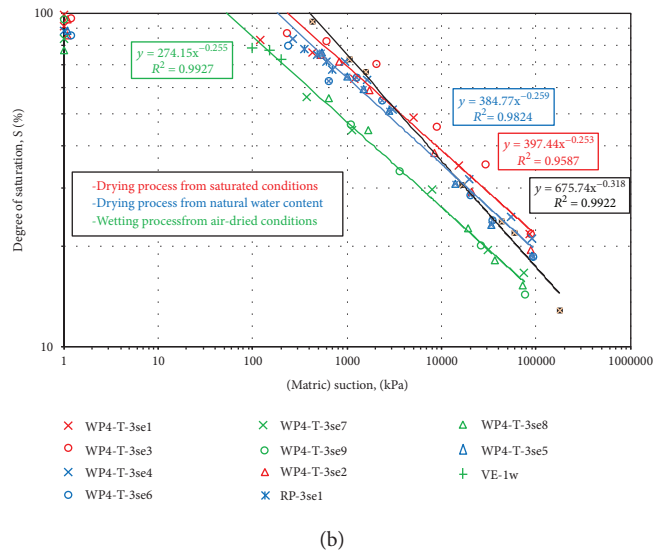 100
10
Degree of saturation, S (%)
y = 274.15x^−0.255
R² = 0.9927
y = 384.77x^−0.259
R² = 0.9824
y = 397.44x^−0.253
R² = 0.9587
y = 675.74x^−0.318
R² = 0.9922
-Drying process from saturated conditions
-Drying process from natural water content
-Wetting processfrom air-dried conditions
1 10 100 1000 10000 100000 1000000
(Matric) suction, (kPa)
WP4-T-3se1 WP4-T-3se7 WP4-T-3se8
WP4-T-3se3 WP4-T-3se9 WP4-T-3se5
WP4-T-3se4 WP4-T-3se2 VE-1w
WP4-T-3se6 RP-3se1
(b)